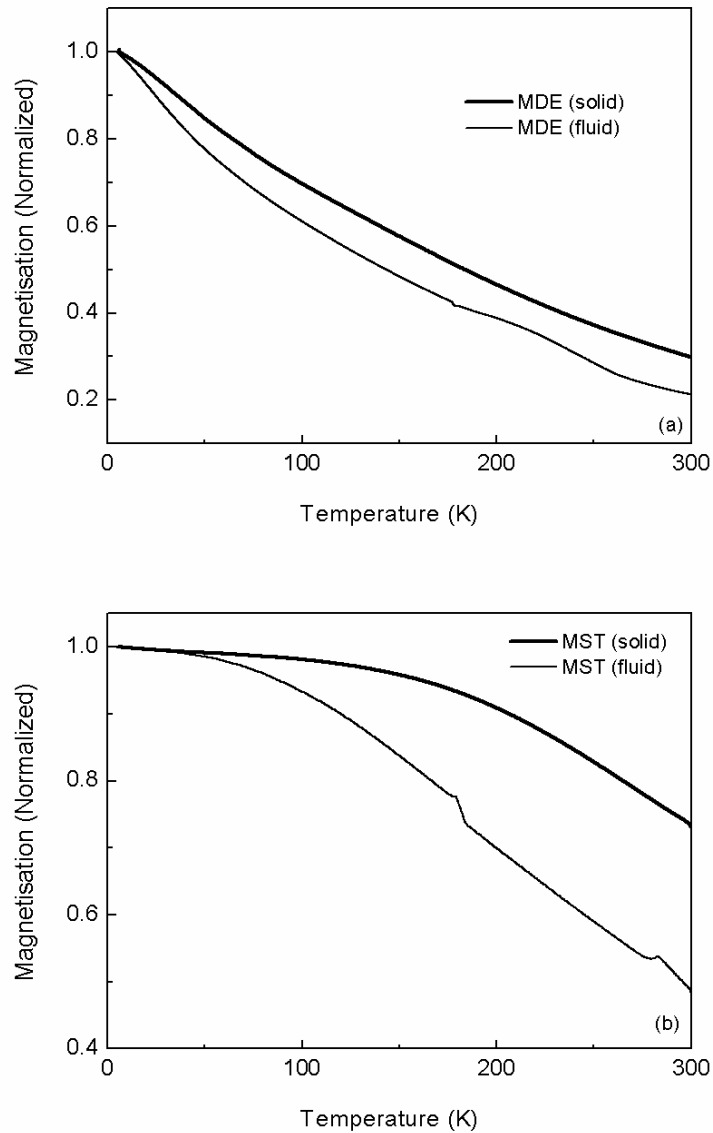 1.0
0.8
0.6
0.4
0.2
Magnetisation (Normalized)
MDE (solid)
MDE (fluid)
(a)
0
100
200
300
Temperature (K)
1.0
0.8
0.6
0.4
Magnetisation (Normalized)
MST (solid)
MST (fluid)
(b)
0
100
200
300
Temperature (K)